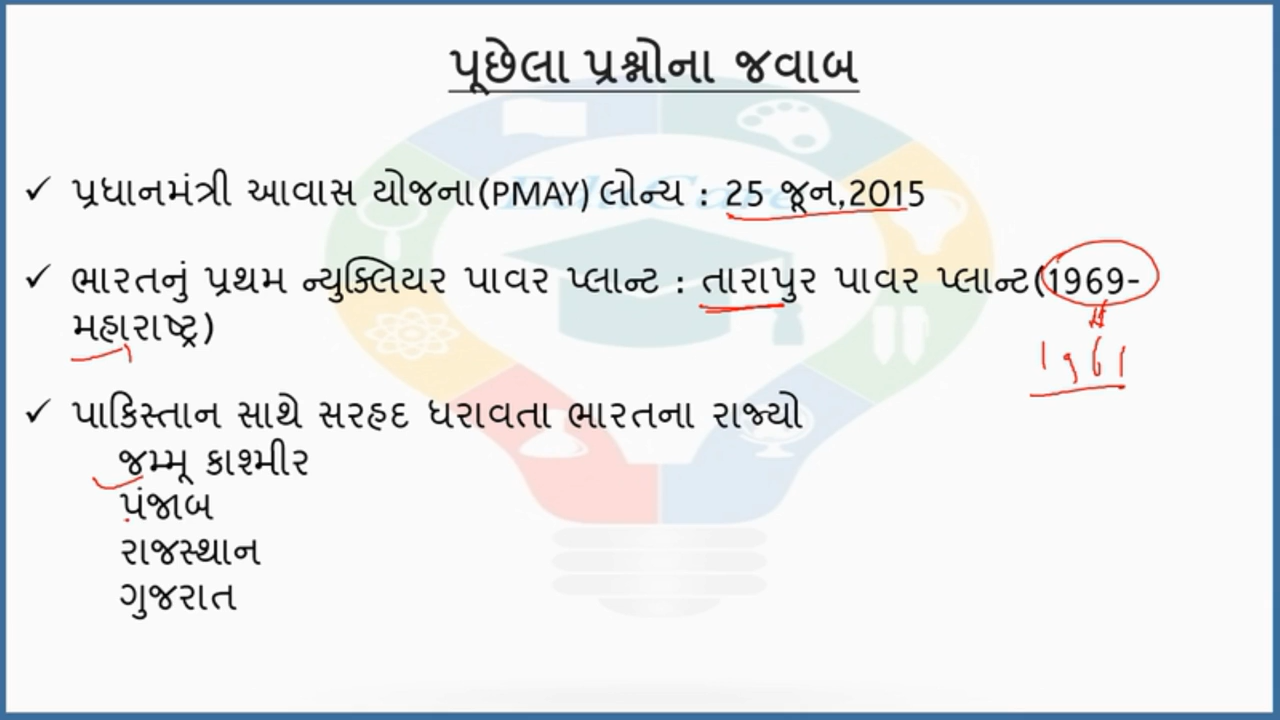 પૂછેલા પ્રશ્નોના જવાબ
✓ પ્રધાનમંત્રી આવાસ યોજના(PMAY) લોન્ચ : 25 જૂન,2015
✓ ભારતનું પ્રથમ ન્યુક્લિયર પાવર પ્લાન્ટ : તારાપુર પાવર પ્લાન્ટ(1969-
મહારાષ્ટ્ર)
1961
✓ પાકિસ્તાન સાથે સરહદ ધરાવતા ભારતના રાજ્યો
જમ્મૂ કાશ્મીર
પંજાબ
રાજસ્થાન
ગુજરાત